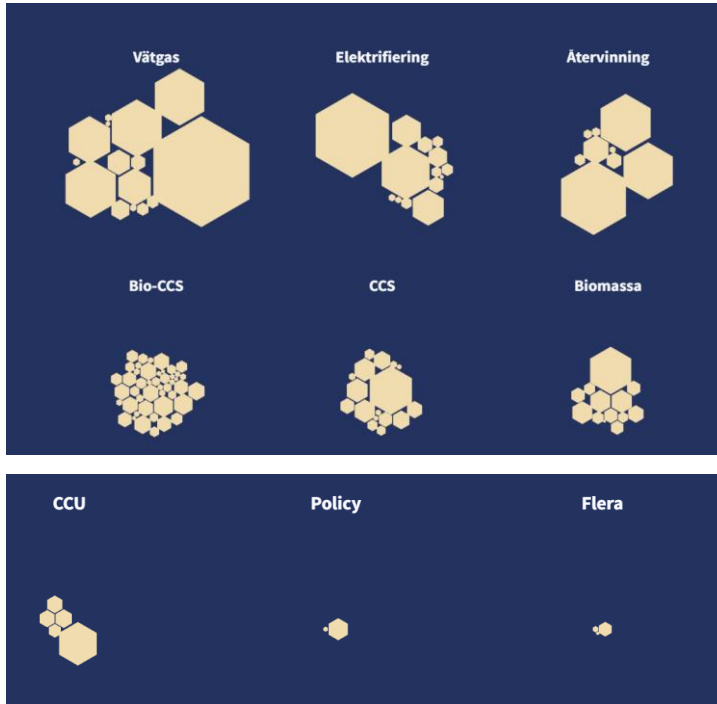 Vätgas
Elektrifiering
Återvinning
Bio-CCS
CCS
Biomassa
CCU
Policy
Flera